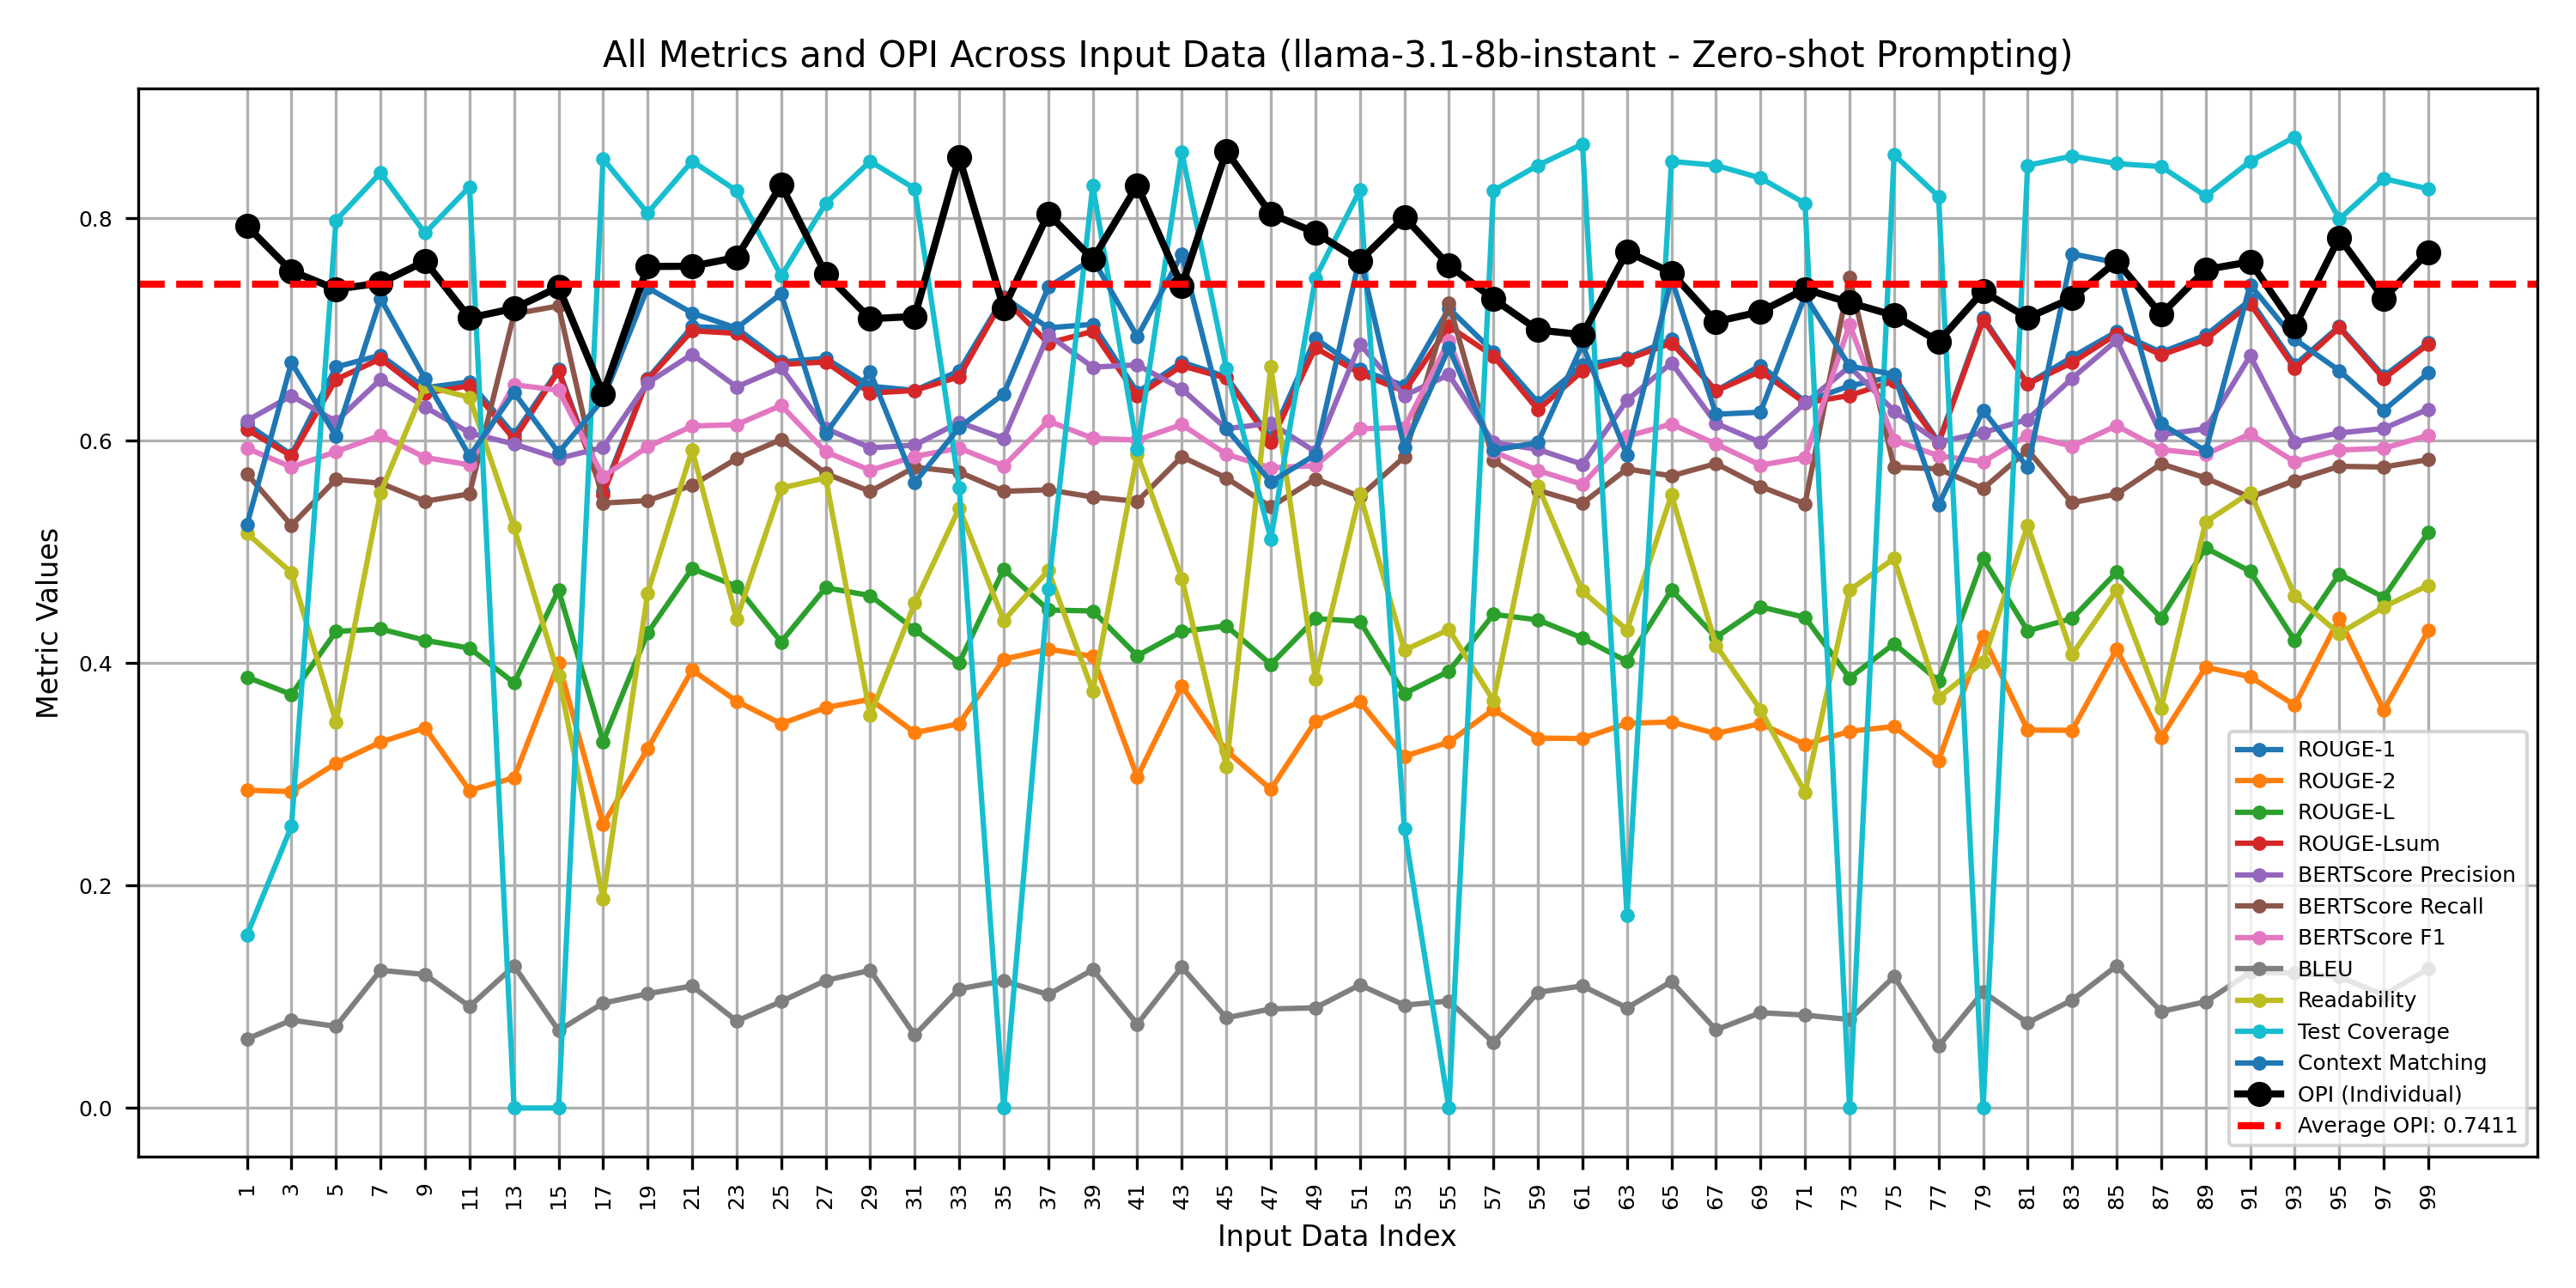 All Metrics and OPI Across Input Data (llama-3.1-8b-instant - Zero-shot Prompting)
Metric Values
0.8
0.6
0.4
0.2
0.0
ROUGE-1
ROUGE-2
ROUGE-L
ROUGE-Lsum
BERTScore Precision
BERTScore Recall
BERTScore F1
BLEU
Readability
Test Coverage
Context Matching
OPI (Individual)
Average OPI: 0.7411
1 3 5 7 9 11 13 15 17 19 21 23 25 27 29 31 33 35 37 39 41 43 45 47 49 51 53 55 57 59 61 63 65 67 69 71 73 75 77 79 81 83 85 87 89 91 93 95 97 99
Input Data Index